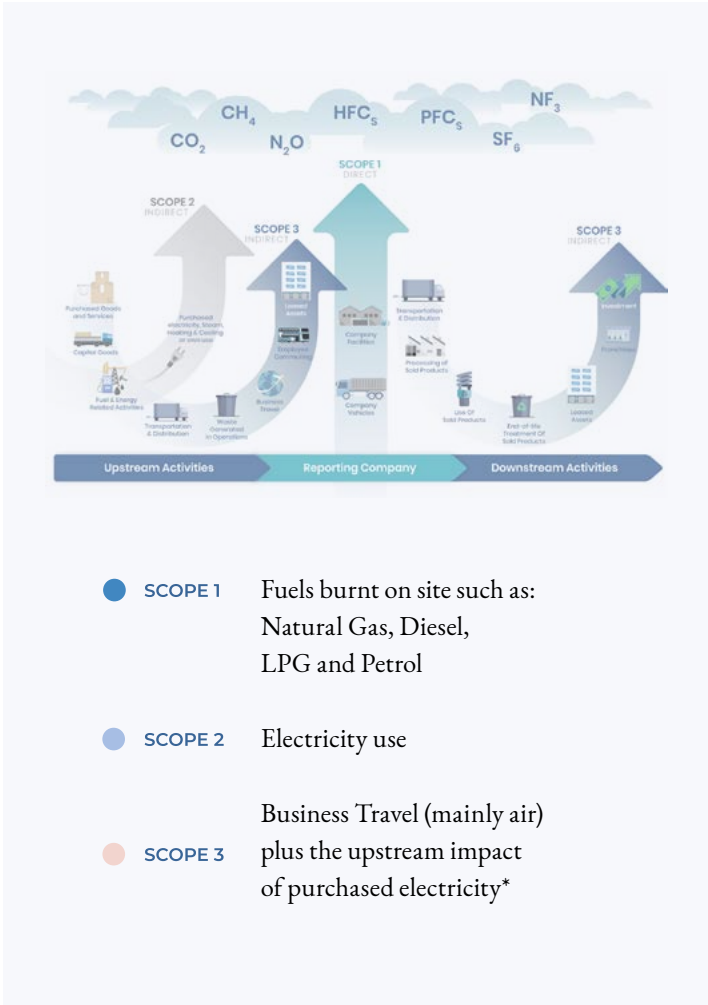 CH4
HFCS
PFCS
NF3
CO2
N2O
SF6
SCOPE 1
DIRECT
SCOPE 2
INDIRECT
SCOPE 3
INDIRECT
SCOPE 3
INDIRECT
Purchased Goods
and Services
Capital Goods
Fuel & Energy
Related Activities
Purchased
electricity, Steam,
Heating & Cooling
Transportation
& Distribution
Waste
Generated
in Operations
Business
Travel
Employee
Commuting
Leased
Assets
Company
Facilities
Company
Vehicles
Transportation
& Distribution
Processing of
Sold Products
Use Of
Sold Products
End-of-life
Treatment Of
Sold Products
Leased
Assets
Franchises
Investment
Upstream Activities
Reporting Company
Downstream Activities
SCOPE 1
Fuels burnt on site such as:
Natural Gas, Diesel,
LPG and Petrol
SCOPE 2
Electricity use
SCOPE 3
Business Travel (mainly air)
plus the upstream impact
of purchased electricity*